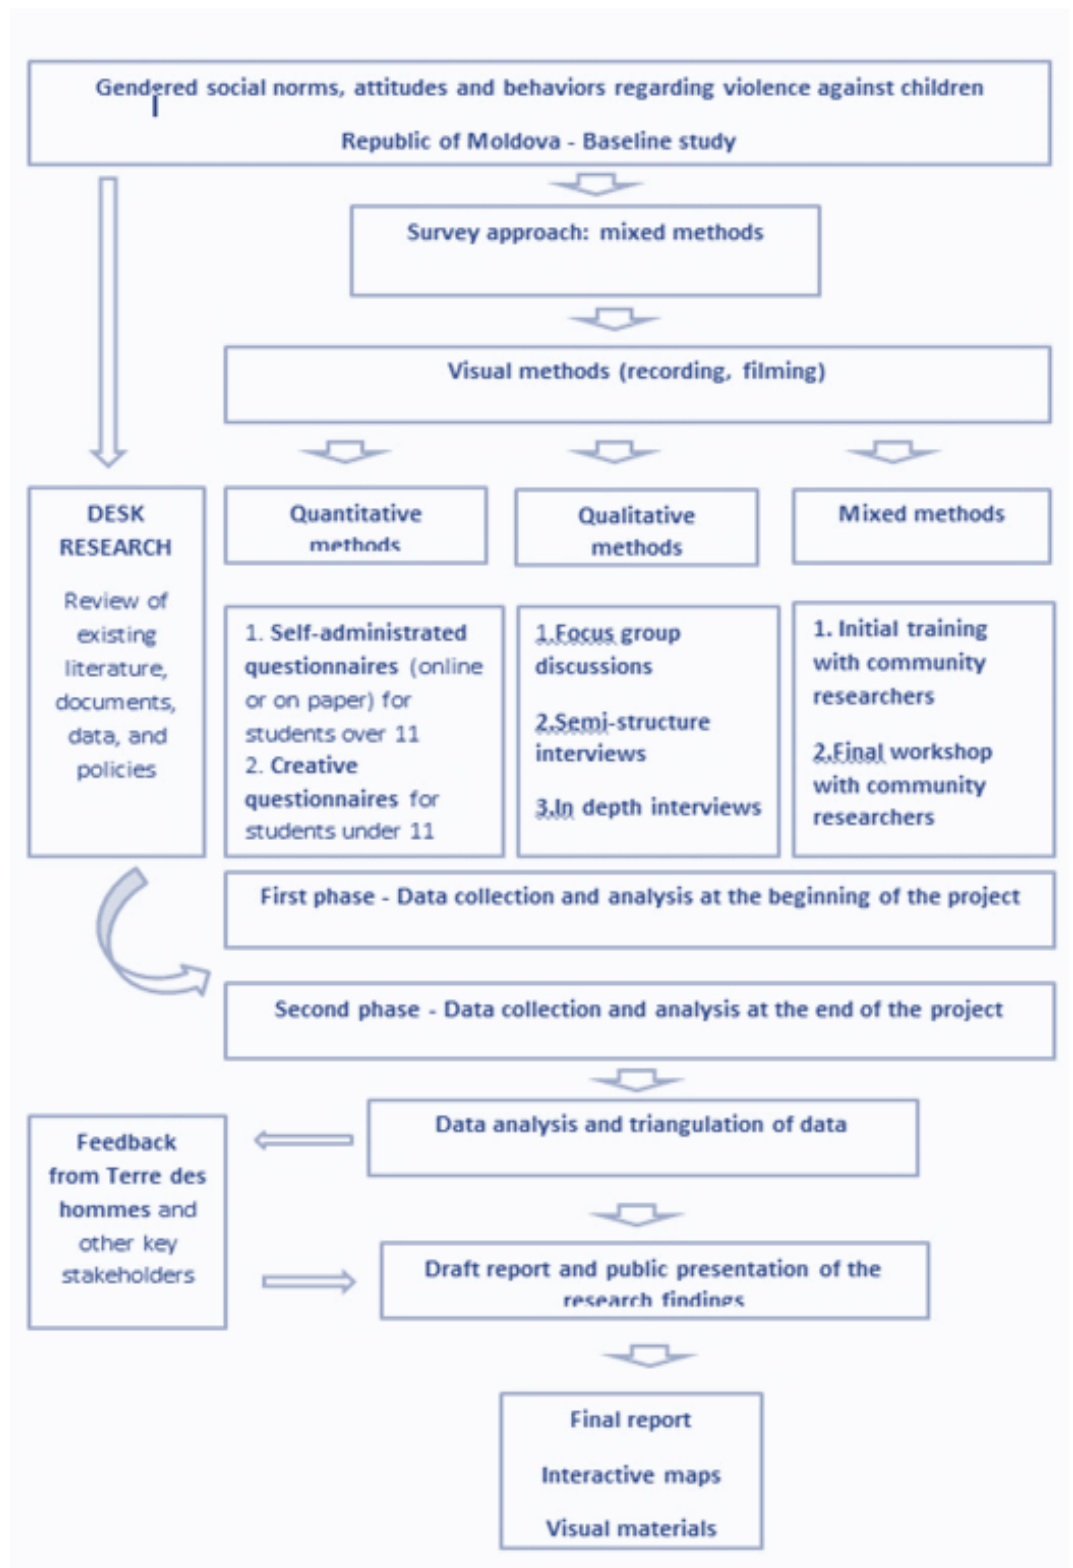 Gendered social norms, attitudes and behaviors regarding violence against children
Republic of Moldova - Baseline study
Survey approach: mixed methods
Visual methods (recording, filming)
DESK
RESEARCH
Review of
existing
literature,
documents,
data, and
policies
Quantitative
methods
Qualitative
methods
Mixed methods
1. Self-administrated
questionnaires (online
or on paper) for
students over 11
2. Creative
questionnaires for
students under 11
1.Focus group
discussions
2.Semi-structure
interviews
3.In depth interviews
1. Initial training
with community
researchers
2.Final workshop
with community
researchers
First phase - Data collection and analysis at the beginning of the project
Second phase - Data collection and analysis at the end of the project
Data analysis and triangulation of data
Feedback
from Terre des
hommes and
other key
stakeholders
Draft report and public presentation of the
research findings
Final report
Interactive maps
Visual materials